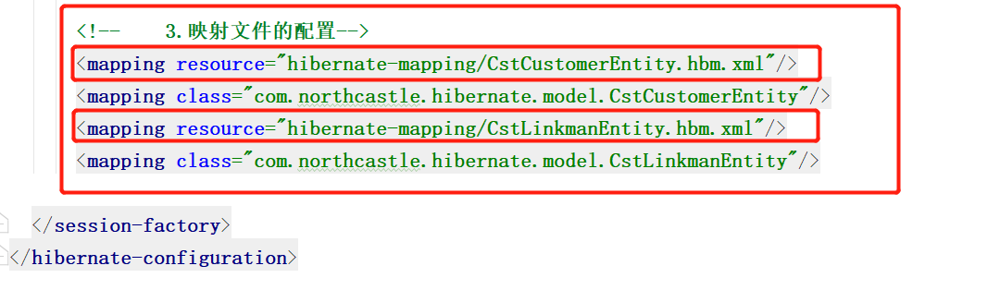 <!-- 3.映射文件的配置-->
<mapping resource="hibernate-mapping/CstCustomerEntity.hbm.xml"/>
<mapping class="com.northcastle.hibernate.model.CstCustomerEntity"/>
<mapping resource="hibernate-mapping/CstLinkmanEntity.hbm.xml"/>
<mapping class="com.northcastle.hibernate.model.CstLinkmanEntity"/>
</session-factory>
</hibernate-configuration>